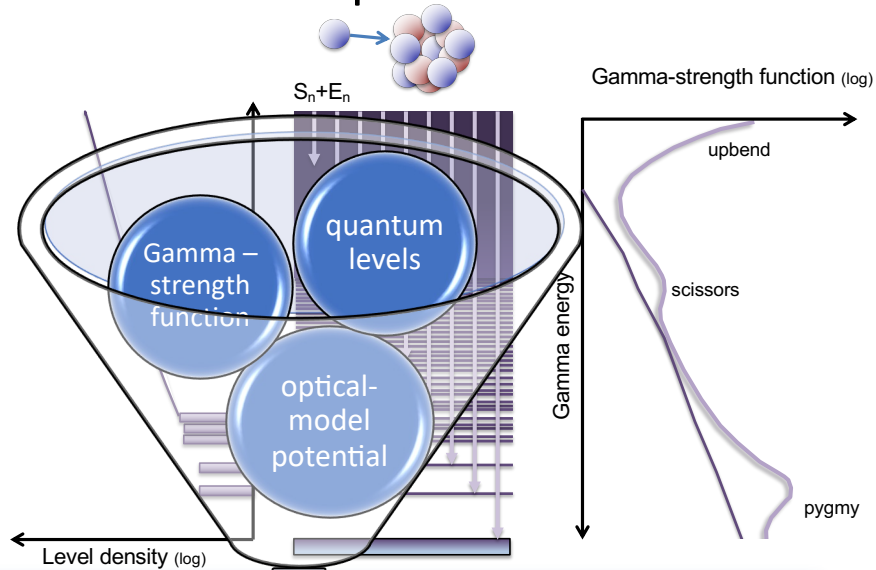 Sn+En
Gamma-strength function (log)
upbend
quantum
levels
Gamma –
strength
function
scissors
Gamma energy
optical-
model
potential
pygmy
Level density (log)